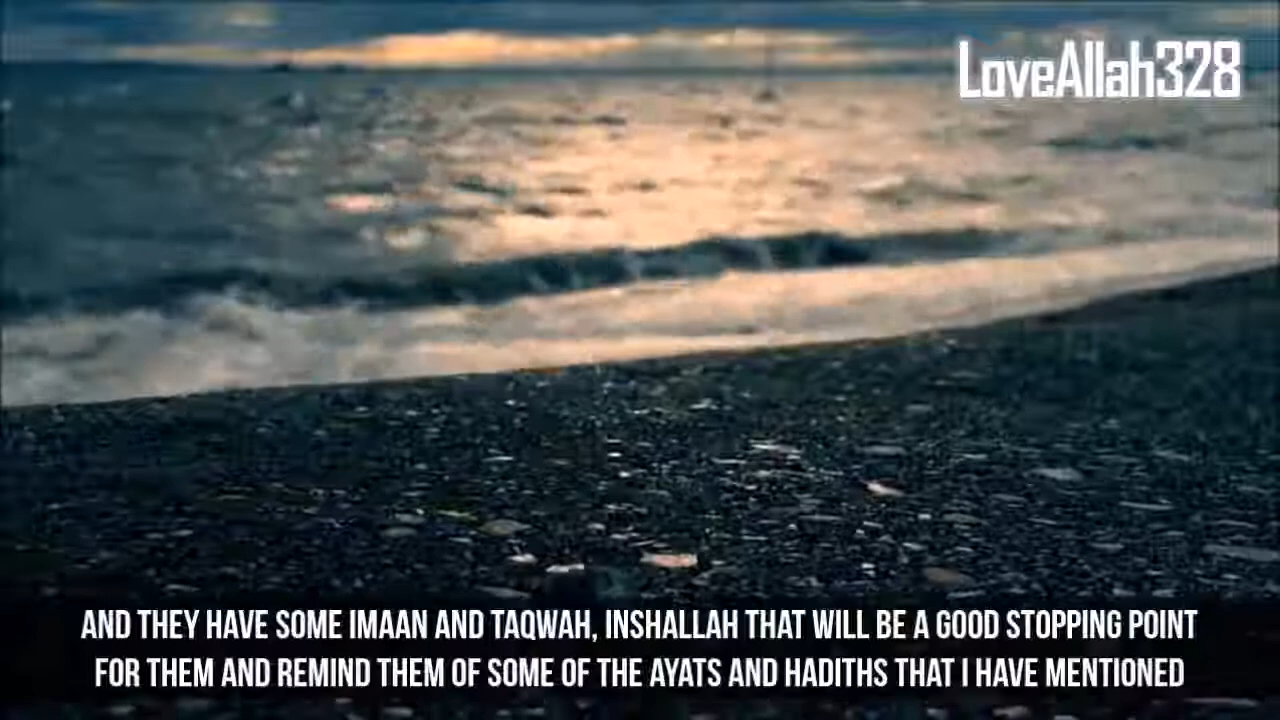 LoveAllah328
AND THEY HAVE SOME IMAAN AND TAQWAH, INSHALLAH THAT WILL BE A GOOD STOPPING POINT
FOR THEM AND REMIND THEM OF SOME OF THE AYATS AND HADITHS THAT I HAVE MENTIONED